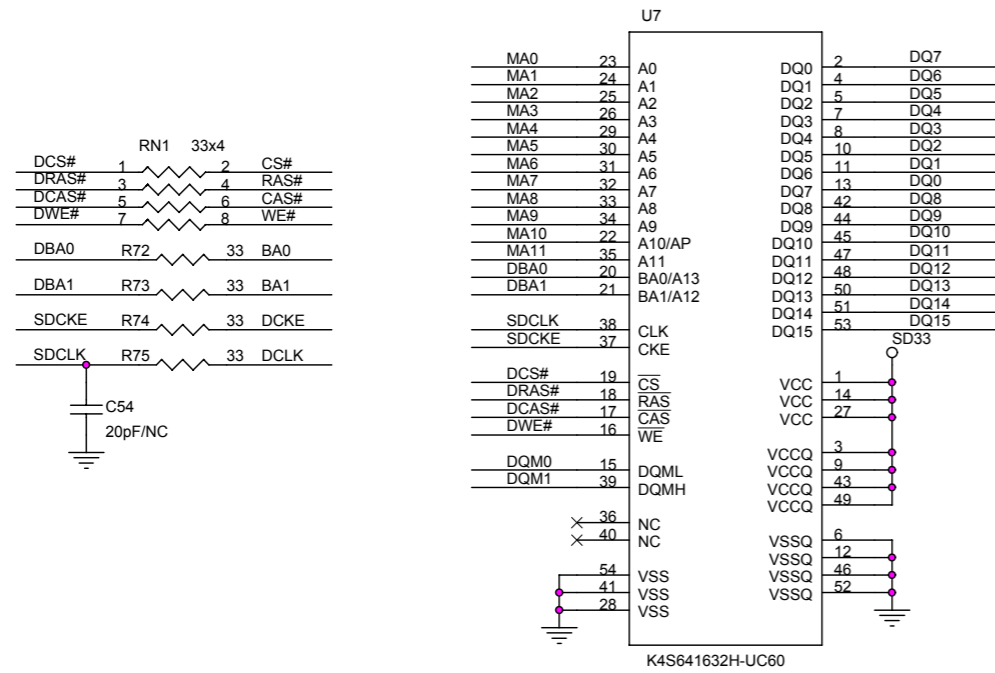 RN1 33x4
DCS# 1 2 CS#
DRAS# 3 4 RAS#
DCAS# 5 6 CAS#
DWE# 7 8 WE#
DBA0 R72 33 BA0
DBA1 R73 33 BA1
SDCKE R74 33 DCKE
SDCLK R75 33 DCLK
C54
20pF/NC
U7
MA0 23 A0 DQ0 2 DQ7
MA1 24 A1 DQ1 4 DQ6
MA2 25 A2 DQ2 5 DQ5
MA3 26 A3 DQ3 7 DQ4
MA4 29 A4 DQ4 8 DQ3
MA5 30 A5 DQ5 10 DQ2
MA6 31 A6 DQ6 11 DQ1
MA7 32 A7 DQ7 13 DQ0
MA8 33 A8 DQ8 42 DQ8
MA9 34 A9 DQ9 44 DQ9
MA10 22 A10/AP DQ10 45 DQ10
MA11 35 A11 DQ11 47 DQ11
DBA0 20 BA0/A13 DQ12 48 DQ12
DBA1 21 BA1/A12 DQ13 50 DQ13
DQ14 51 DQ14
SDCLK 38 CLK DQ15 53 DQ15
SDCKE 37 CKE
SD33
DCS# 19 CS VCC 1
DRAS# 18 RAS VCC 14
DCAS# 17 CAS VCC 27
DWE# 16 WE
VCCQ 3
DQM0 15 DQML VCCQ 9
DQM1 39 DQMH VCCQ 43
VCCQ 49
36 NC
40 NC VSSQ 6
VSSQ 12
54 VSS VSSQ 46
41 VSS VSSQ 52
28 VSS
K4S641632H-UC60